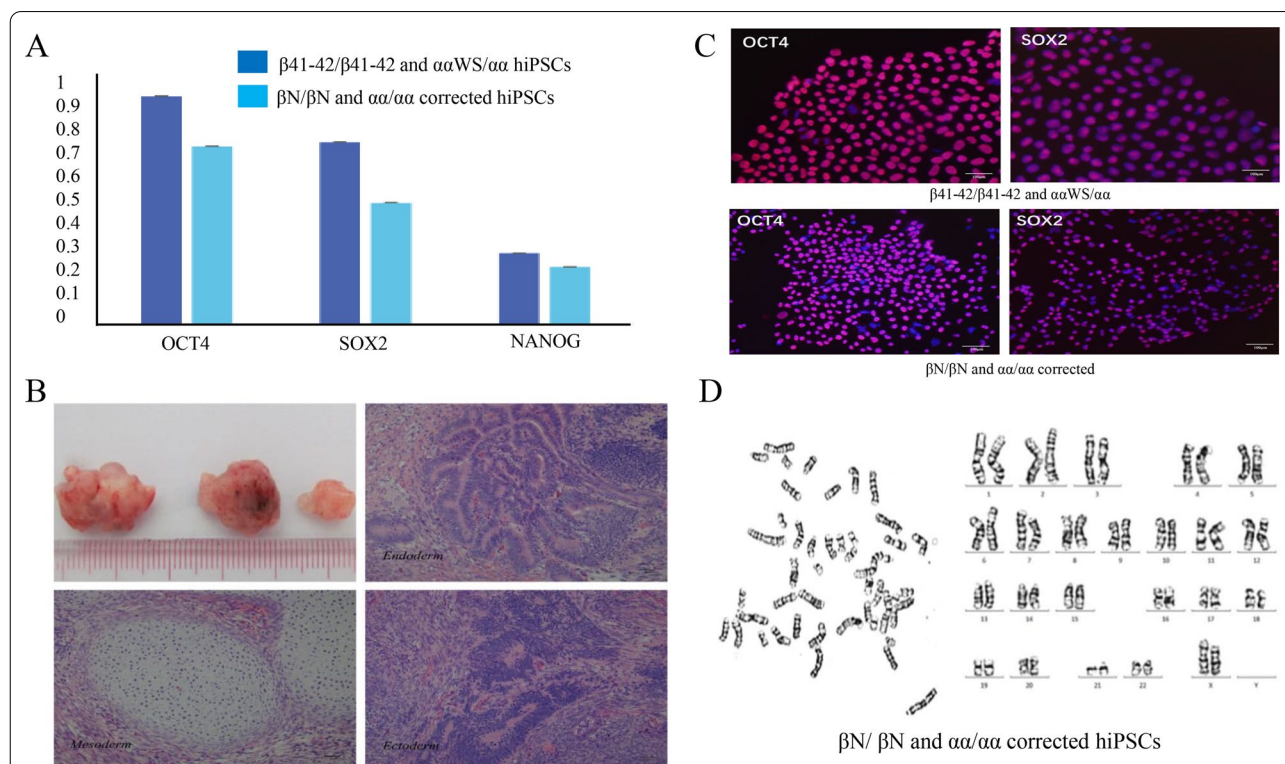 A
β41-42/β41-42 and ααWS/αα hiPSCs
βN/βN and αα/αα corrected hiPSCs
1
0.9
0.8
0.7
0.6
0.5
0.4
0.3
0.2
0.1
0
OCT4 SOX2 NANOG
B
Endoderm
Mesoderm
Ectoderm
C
OCT4 SOX2
100μm 100μm
β41-42/β41-42 and ααWS/αα
OCT4 SOX2
100μm 100μm
βN/βN and αα/αα corrected
D
1 2 3 4 5
6 7 8 9 10 11 12
13 14 15 16 17 18
19 20 21 22 X Y
βN/ βN and αα/αα corrected hiPSCs